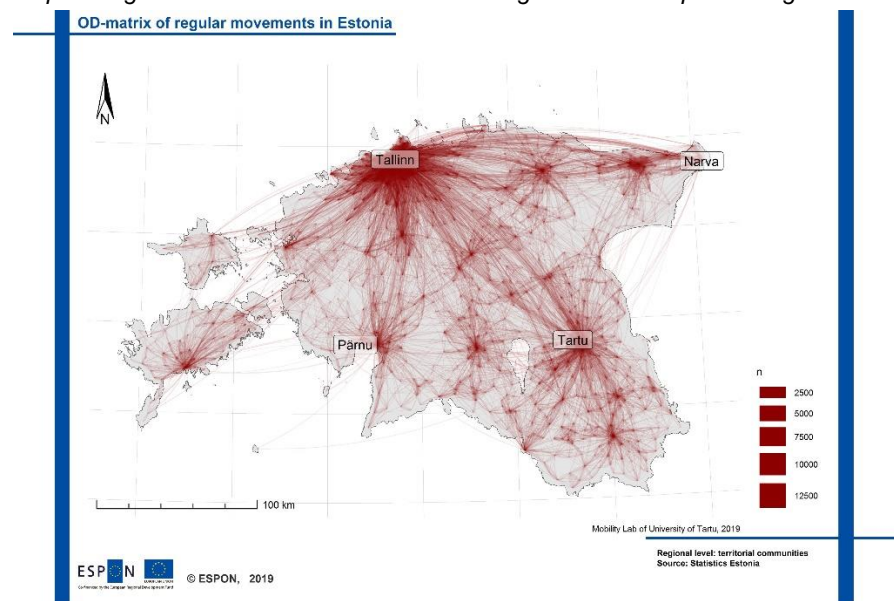 OD-matrix of regular movements in Estonia
N
Tallinn
Narva
Pärnu
Tartu
n
2500
5000
7500
10000
12500
100 km
Mobility Lab of University of Tartu, 2019
Regional level: territorial communities
Source: Statistics Estonia
ESPON
© ESPON, 2019